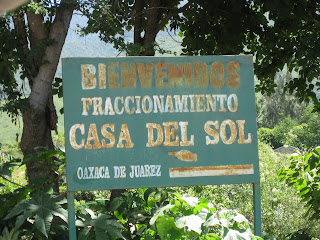 BIENVENIDOS
FRACCIONAMIENTO
CASA DEL SOL
OAXACA DE JUAREZ